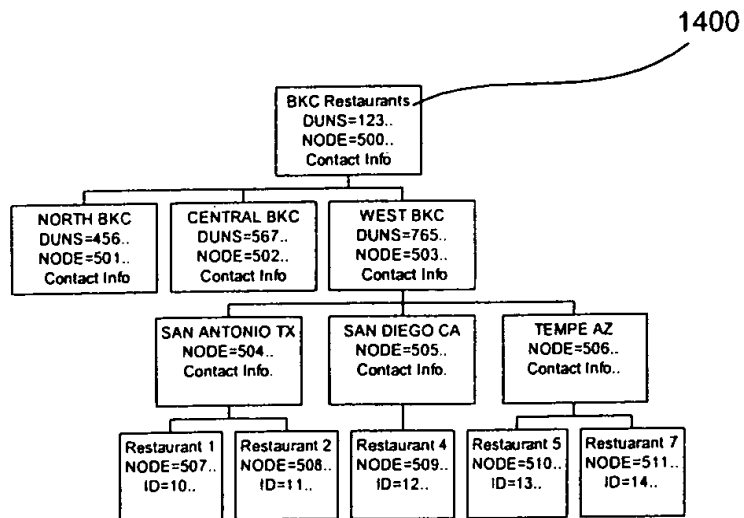 1400
BKC Restaurants
DUNS=123..
NODE=500..
Contact Info
NORTH BKC
DUNS=456..
NODE=501..
Contact Info
CENTRAL BKC
DUNS=567..
NODE=502..
Contact Info
WEST BKC
DUNS=765..
NODE=503..
Contact Info
SAN ANTONIO TX
NODE=504..
Contact Info.
SAN DIEGO CA
NODE=505..
Contact Info.
TEMPE AZ
NODE=506..
Contact Info..
Restaurant 1
NODE=507..
ID=10..
Restaurant 2
NODE=508..
ID=11..
Restaurant 4
NODE=509..
ID=12..
Restaurant 5
NODE=510..
ID=13..
Restuarant 7
NODE=511..
ID=14..